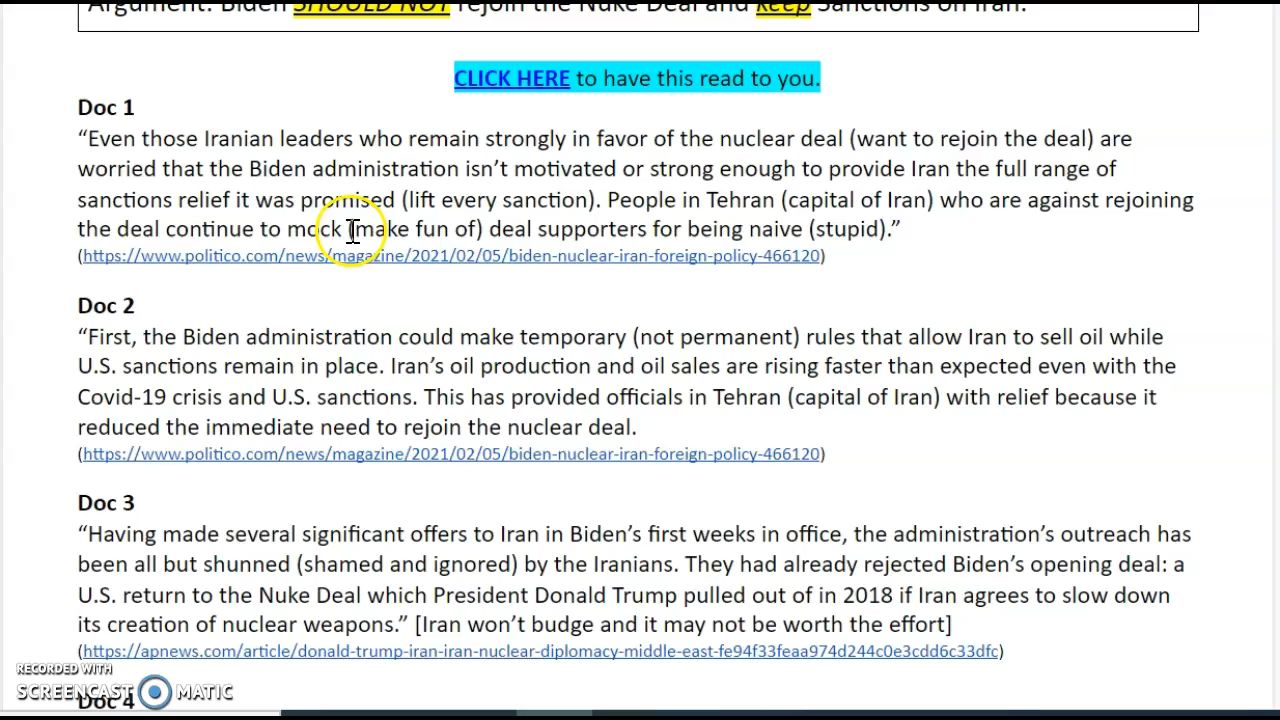 Argument: Biden SHOULD NOT rejoin the Nuke Deal and keep Sanctions on Iran.
CLICK HERE to have this read to you.
Doc 1
“Even those Iranian leaders who remain strongly in favor of the nuclear deal (want to rejoin the deal) are
worried that the Biden administration isn’t motivated or strong enough to provide Iran the full range of
sanctions relief it was promised (lift every sanction). People in Tehran (capital of Iran) who are against rejoining
the deal continue to mock (make fun of) deal supporters for being naive (stupid).”
(https://www.politico.com/news/magazine/2021/02/05/biden-nuclear-iran-foreign-policy-466120)
Doc 2
“First, the Biden administration could make temporary (not permanent) rules that allow Iran to sell oil while
U.S. sanctions remain in place. Iran’s oil production and oil sales are rising faster than expected even with the
Covid-19 crisis and U.S. sanctions. This has provided officials in Tehran (capital of Iran) with relief because it
reduced the immediate need to rejoin the nuclear deal.
(https://www.politico.com/news/magazine/2021/02/05/biden-nuclear-iran-foreign-policy-466120)
Doc 3
“Having made several significant offers to Iran in Biden’s first weeks in office, the administration’s outreach has
been all but shunned (shamed and ignored) by the Iranians. They had already rejected Biden’s opening deal: a
U.S. return to the Nuke Deal which President Donald Trump pulled out of in 2018 if Iran agrees to slow down
its creation of nuclear weapons.” [Iran won’t budge and it may not be worth the effort]
(https://apnews.com/article/donald-trump-iran-iran-nuclear-diplomacy-middle-east-fe94f33feaa974d244c0e3cdd6c33dfc)
RECORDED WITH
SCREENCAST MATIC
Doc 4